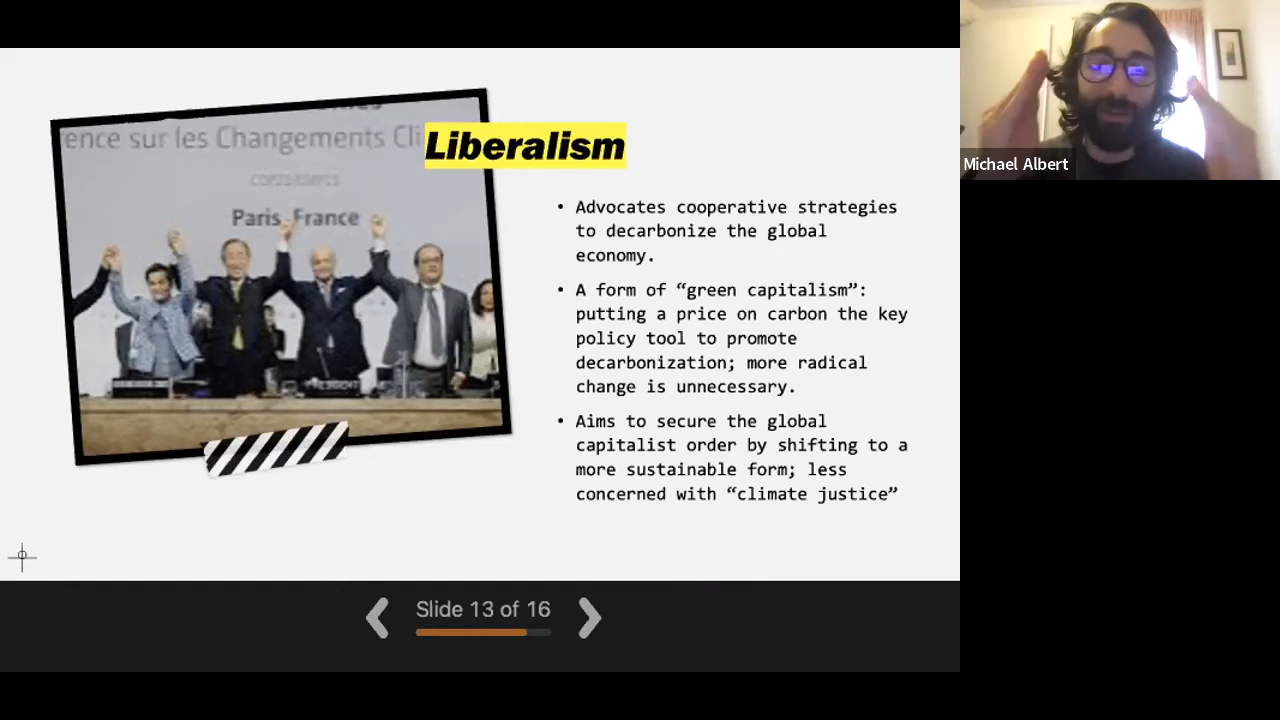 rence sur les Changements Cli
COP21/CMP11
Paris, France
Liberalism
• Advocates cooperative strategies
to decarbonize the global
economy.
• A form of “green capitalism”:
putting a price on carbon the key
policy tool to promote
decarbonization; more radical
change is unnecessary.
• Aims to secure the global
capitalist order by shifting to a
more sustainable form; less
concerned with “climate justice”
PRESIDENT
Slide 13 of 16
Michael Albert